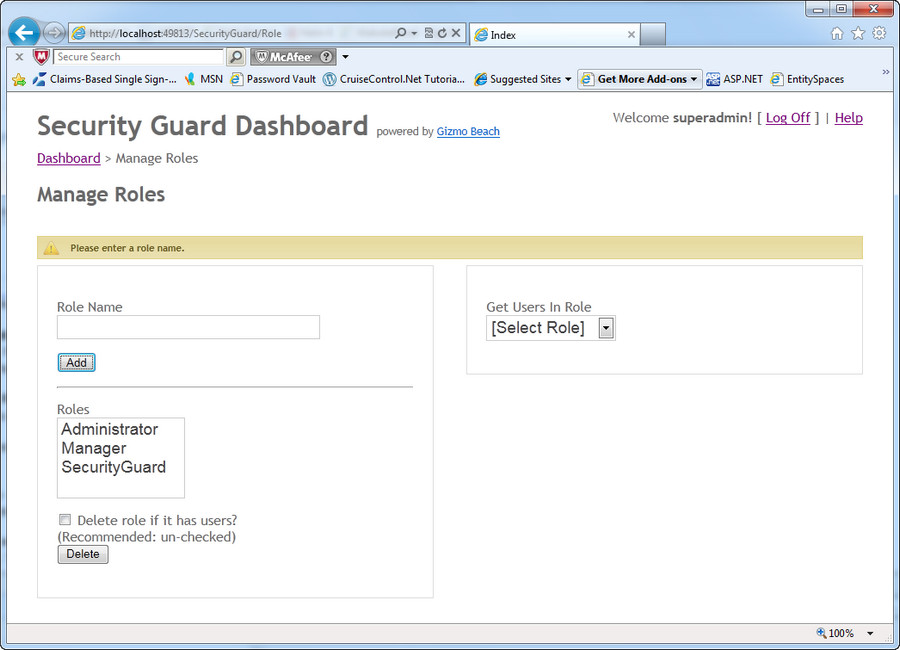 http://localhost:49813/SecurityGuard/Role
Index
Secure Search
McAfee
Claims-Based Single Sign-... MSN Password Vault CruiseControl.Net Tutoria... Suggested Sites Get More Add-ons ASP.NET EntitySpaces
Security Guard Dashboard powered by Gizmo Beach
Welcome superadmin! [ Log Off ] | Help
Dashboard > Manage Roles
Manage Roles
Please enter a role name.
Role Name
Add
Roles
Administrator
Manager
SecurityGuard
Delete role if it has users?
(Recommended: un-checked)
Delete
Get Users In Role
[Select Role]
100%